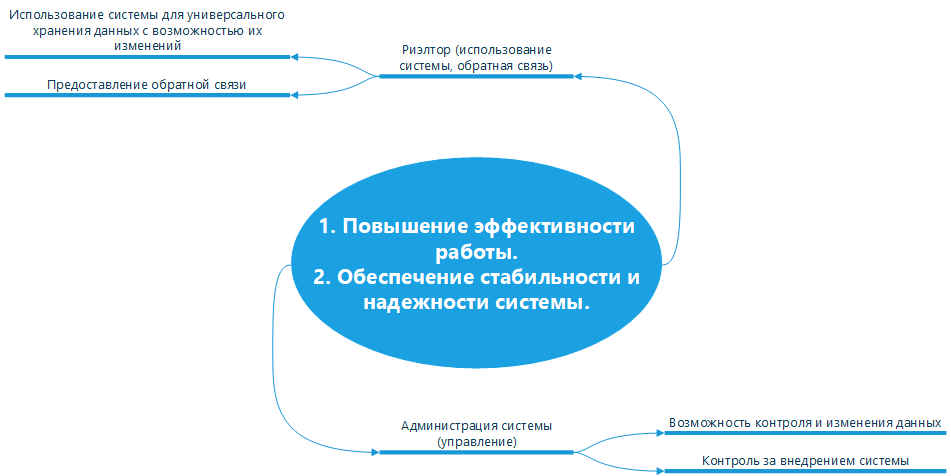 Использование системы для универсального
хранения данных с возможностью их
изменений
Предоставление обратной связи
Риэлтор (использование
системы, обратная связь)
1. Повышение эффективности
работы.
2. Обеспечение стабильности и
надежности системы.
Администрация системы
(управление)
Возможность контроля и изменения данных
Контроль за внедрением системы